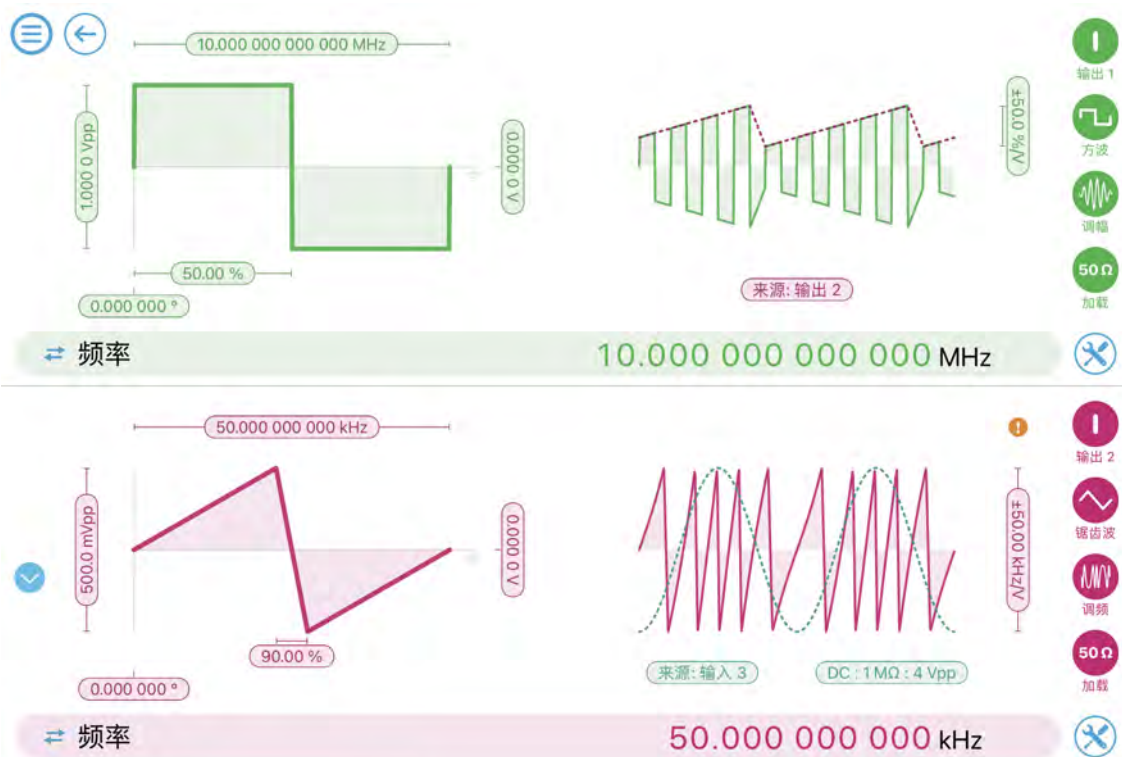 10.000 000 000 000 MHz
1.000 0 Vpp
0.000 0 V
50.00 %
0.000 000 °
±50.0 %/V
来源: 输出 2
输出 1
方波
调幅
50 Ω
加载
频率
10.000 000 000 000 MHz
50.000 000 000 kHz
500.0 mVpp
0.000 0 V
90.00 %
0.000 000 °
±50.00 kHz/V
来源: 输入 3
DC : 1 MΩ : 4 Vpp
输出 2
锯齿波
调频
50 Ω
加载
频率
50.000 000 000 kHz